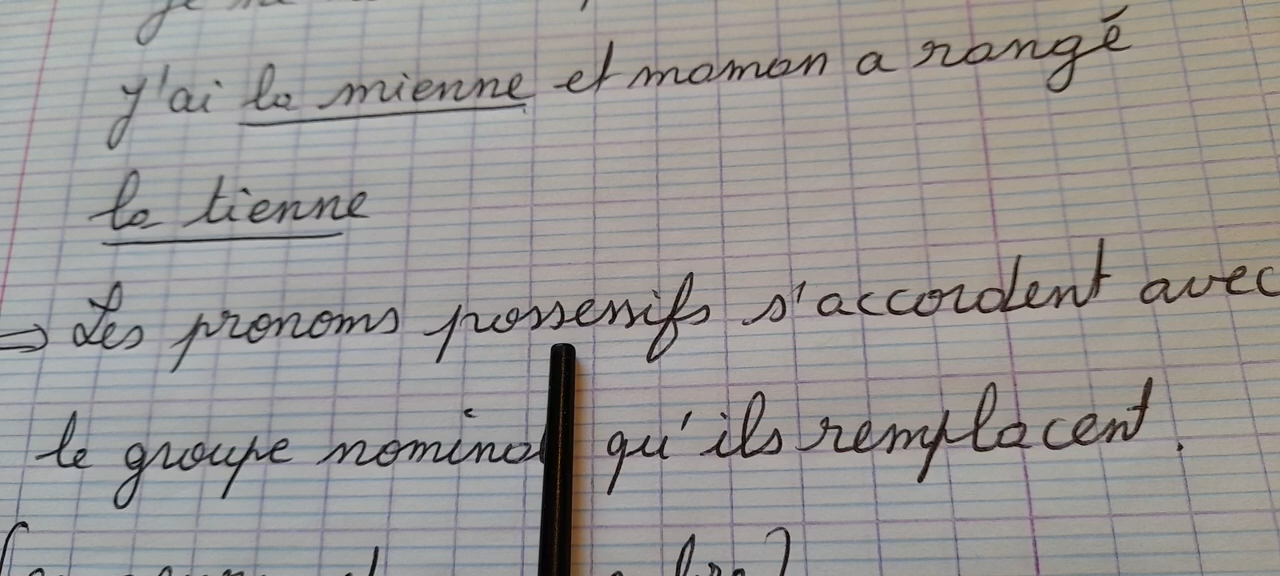 j'ai la mienne et maman a rangé
la tienne
⇒ Les pronoms possessifs s'accordent avec
le groupe nominal qu'ils remplacent.